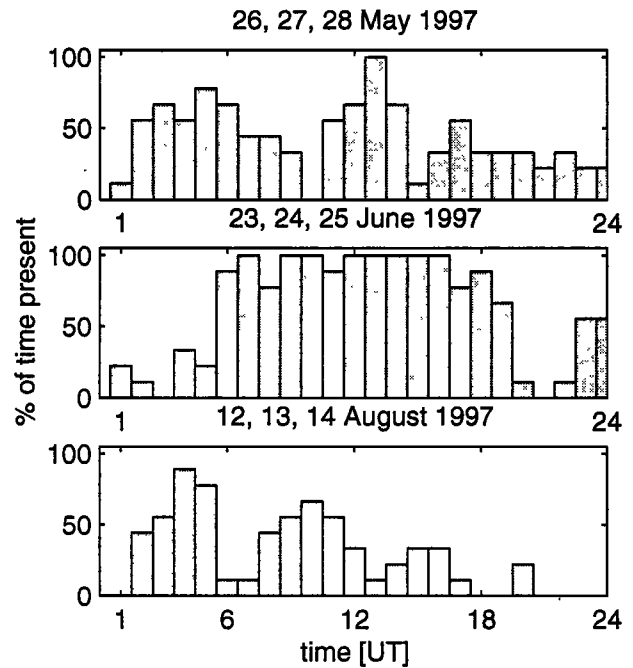 26, 27, 28 May 1997
100
50
0
1 24
23, 24, 25 June 1997
100
50
0
1 24
12, 13, 14 August 1997
100
50
0
1 6 12 18 24
time [UT]
% of time present